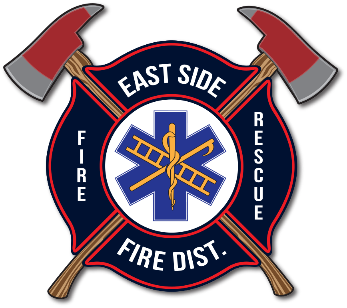 EAST SIDE
FIRE
RESCUE
FIRE DIST.